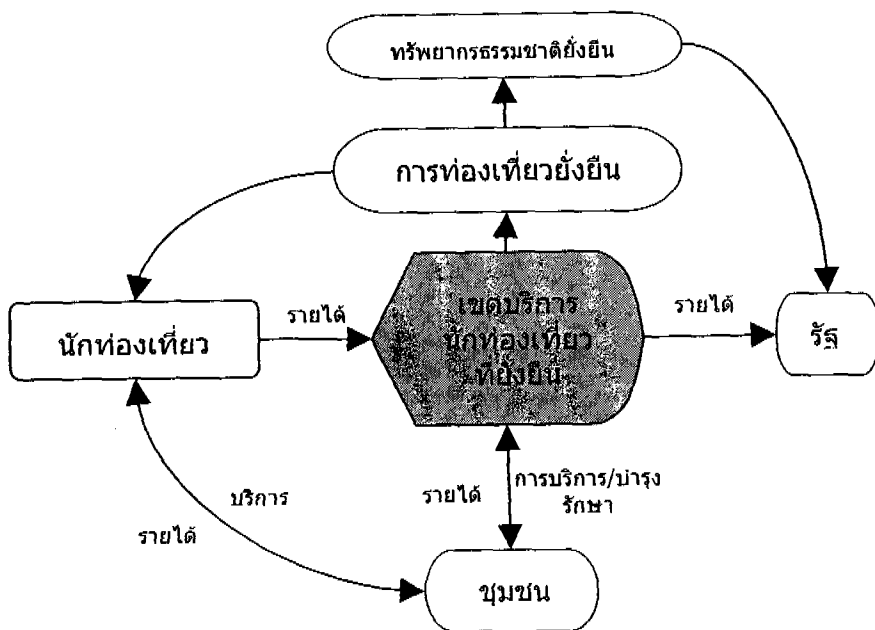 ทรัพยากรธรรมชาติยั่งยืน
การท่องเที่ยวยั่งยืน
นักท่องเที่ยว
รายได้
เขตบริการ
นักท่องเที่ยว
ที่ยั่งยืน
รายได้
รัฐ
บริการ
รายได้
รายได้
การบริการ/บำรุง
รักษา
ชุมชน